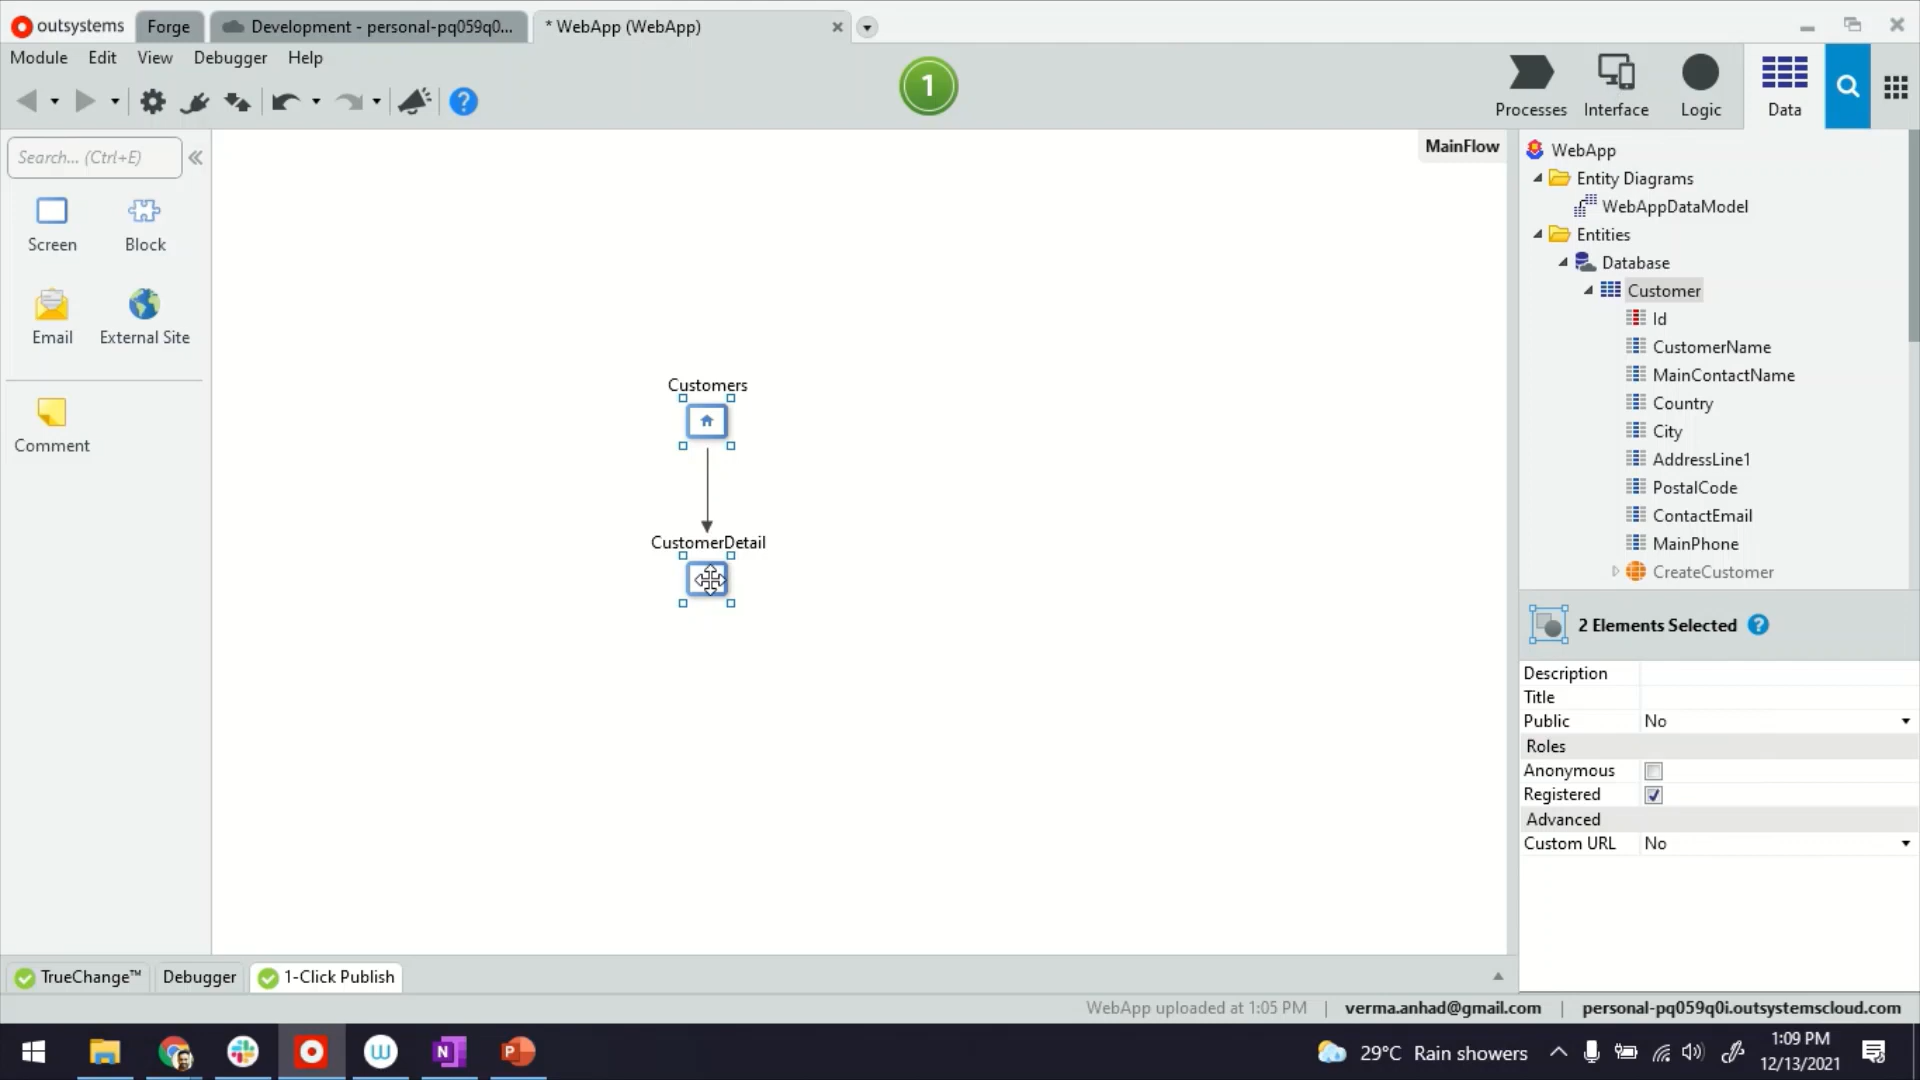 outsystems
Forge
Development - personal-pq059q0...
* WebApp (WebApp)
Module Edit View Debugger Help
?
1
Processes
Interface
Logic
Data
Search... (Ctrl+E)
Screen
Block
Email
External Site
Comment
MainFlow
Customers
CustomerDetail
WebApp
Entity Diagrams
WebAppDataModel
Entities
Database
Customer
Id
CustomerName
MainContactName
Country
City
AddressLine1
PostalCode
ContactEmail
MainPhone
CreateCustomer
2 Elements Selected ?
Description
Title
Public No
Roles
Anonymous
Registered
Advanced
Custom URL No
TrueChange™ Debugger 1-Click Publish
WebApp uploaded at 1:05 PM | verma.anhad@gmail.com | personal-pq059q0i.outsystemscloud.com
W
N
P
29°C Rain showers
1:09 PM
12/13/2021